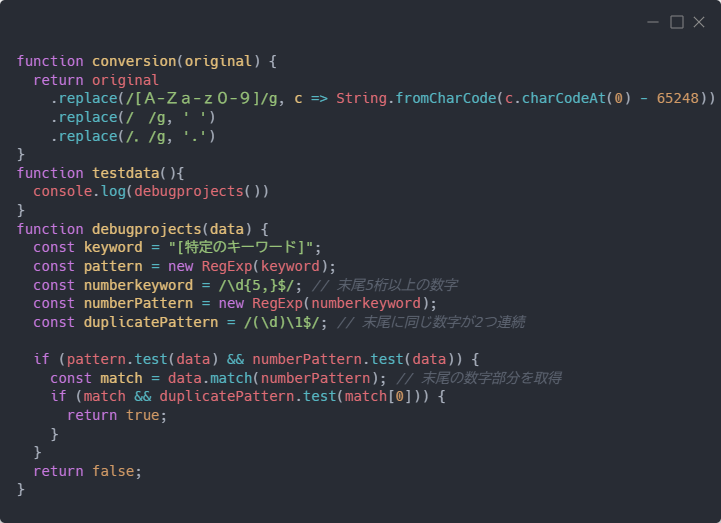 function conversion(original) {
  return original
    .replace(/[Ａ-Ｚａ-ｚ０-９]/g, c => String.fromCharCode(c.charCodeAt(0) - 65248))
    .replace(/　/g, ' ')
    .replace(/．/g, '.')
}
function testdata(){
  console.log(debugprojects())
}
function debugprojects(data) {
  const keyword = "[特定のキーワード]";
  const pattern = new RegExp(keyword);
  const numberkeyword = /\d{5,}$/; // 末尾5桁以上の数字
  const numberPattern = new RegExp(numberkeyword);
  const duplicatePattern = /(\d)\1$/; // 末尾に同じ数字が2つ連続

  if (pattern.test(data) && numberPattern.test(data)) {
    const match = data.match(numberPattern); // 末尾の数字部分を取得
    if (match && duplicatePattern.test(match[0])) {
      return true;
    }
  }
  return false;
}